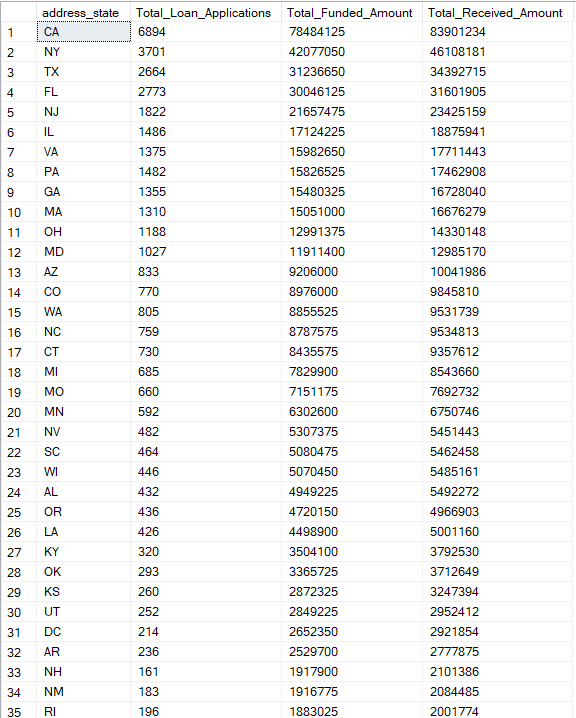 address_state Total_Loan_Applications Total_Funded_Amount Total_Received_Amount
1 CA 6894 78484125 83901234
2 NY 3701 42077050 46108181
3 TX 2664 31236650 34392715
4 FL 2773 30046125 31601905
5 NJ 1822 21657475 23425159
6 IL 1486 17124225 18875941
7 VA 1375 15982650 17711443
8 PA 1482 15826525 17462908
9 GA 1355 15480325 16728040
10 MA 1310 15051000 16676279
11 OH 1188 12991375 14330148
12 MD 1027 11911400 12985170
13 AZ 833 9206000 10041986
14 CO 770 8976000 9845810
15 WA 805 8855525 9531739
16 NC 759 8787575 9534813
17 CT 730 8435575 9357612
18 MI 685 7829900 8543660
19 MO 660 7151175 7692732
20 MN 592 6302600 6750746
21 NV 482 5307375 5451443
22 SC 464 5080475 5462458
23 WI 446 5070450 5485161
24 AL 432 4949225 5492272
25 OR 436 4720150 4966903
26 LA 426 4498900 5001160
27 KY 320 3504100 3792530
28 OK 293 3365725 3712649
29 KS 260 2872325 3247394
30 UT 252 2849225 2952412
31 DC 214 2652350 2921854
32 AR 236 2529700 2777875
33 NH 161 1917900 2101386
34 NM 183 1916775 2084485
35 RI 196 1883025 2001774